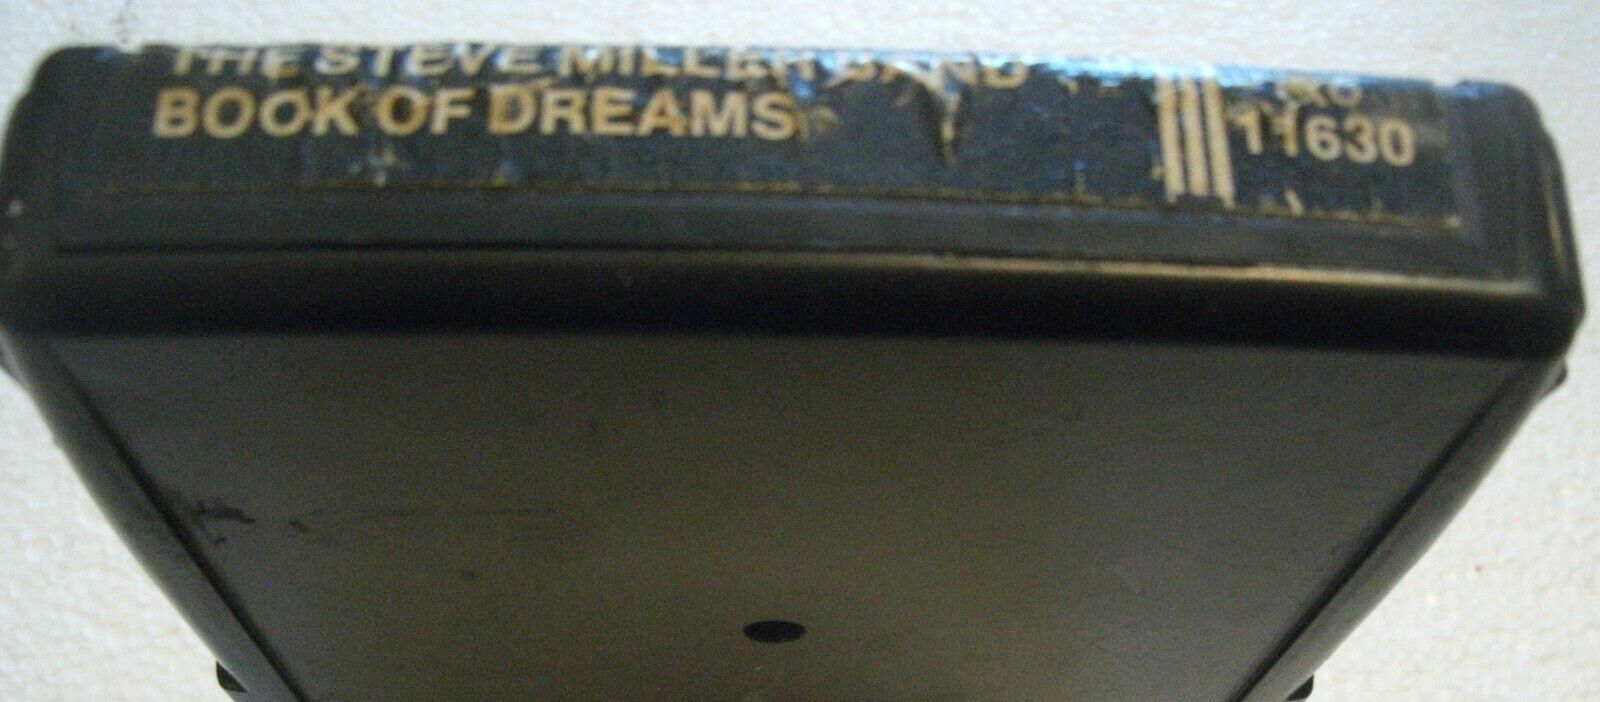 THE STEVE MILLER BAND
BOOK OF DREAMS
11630